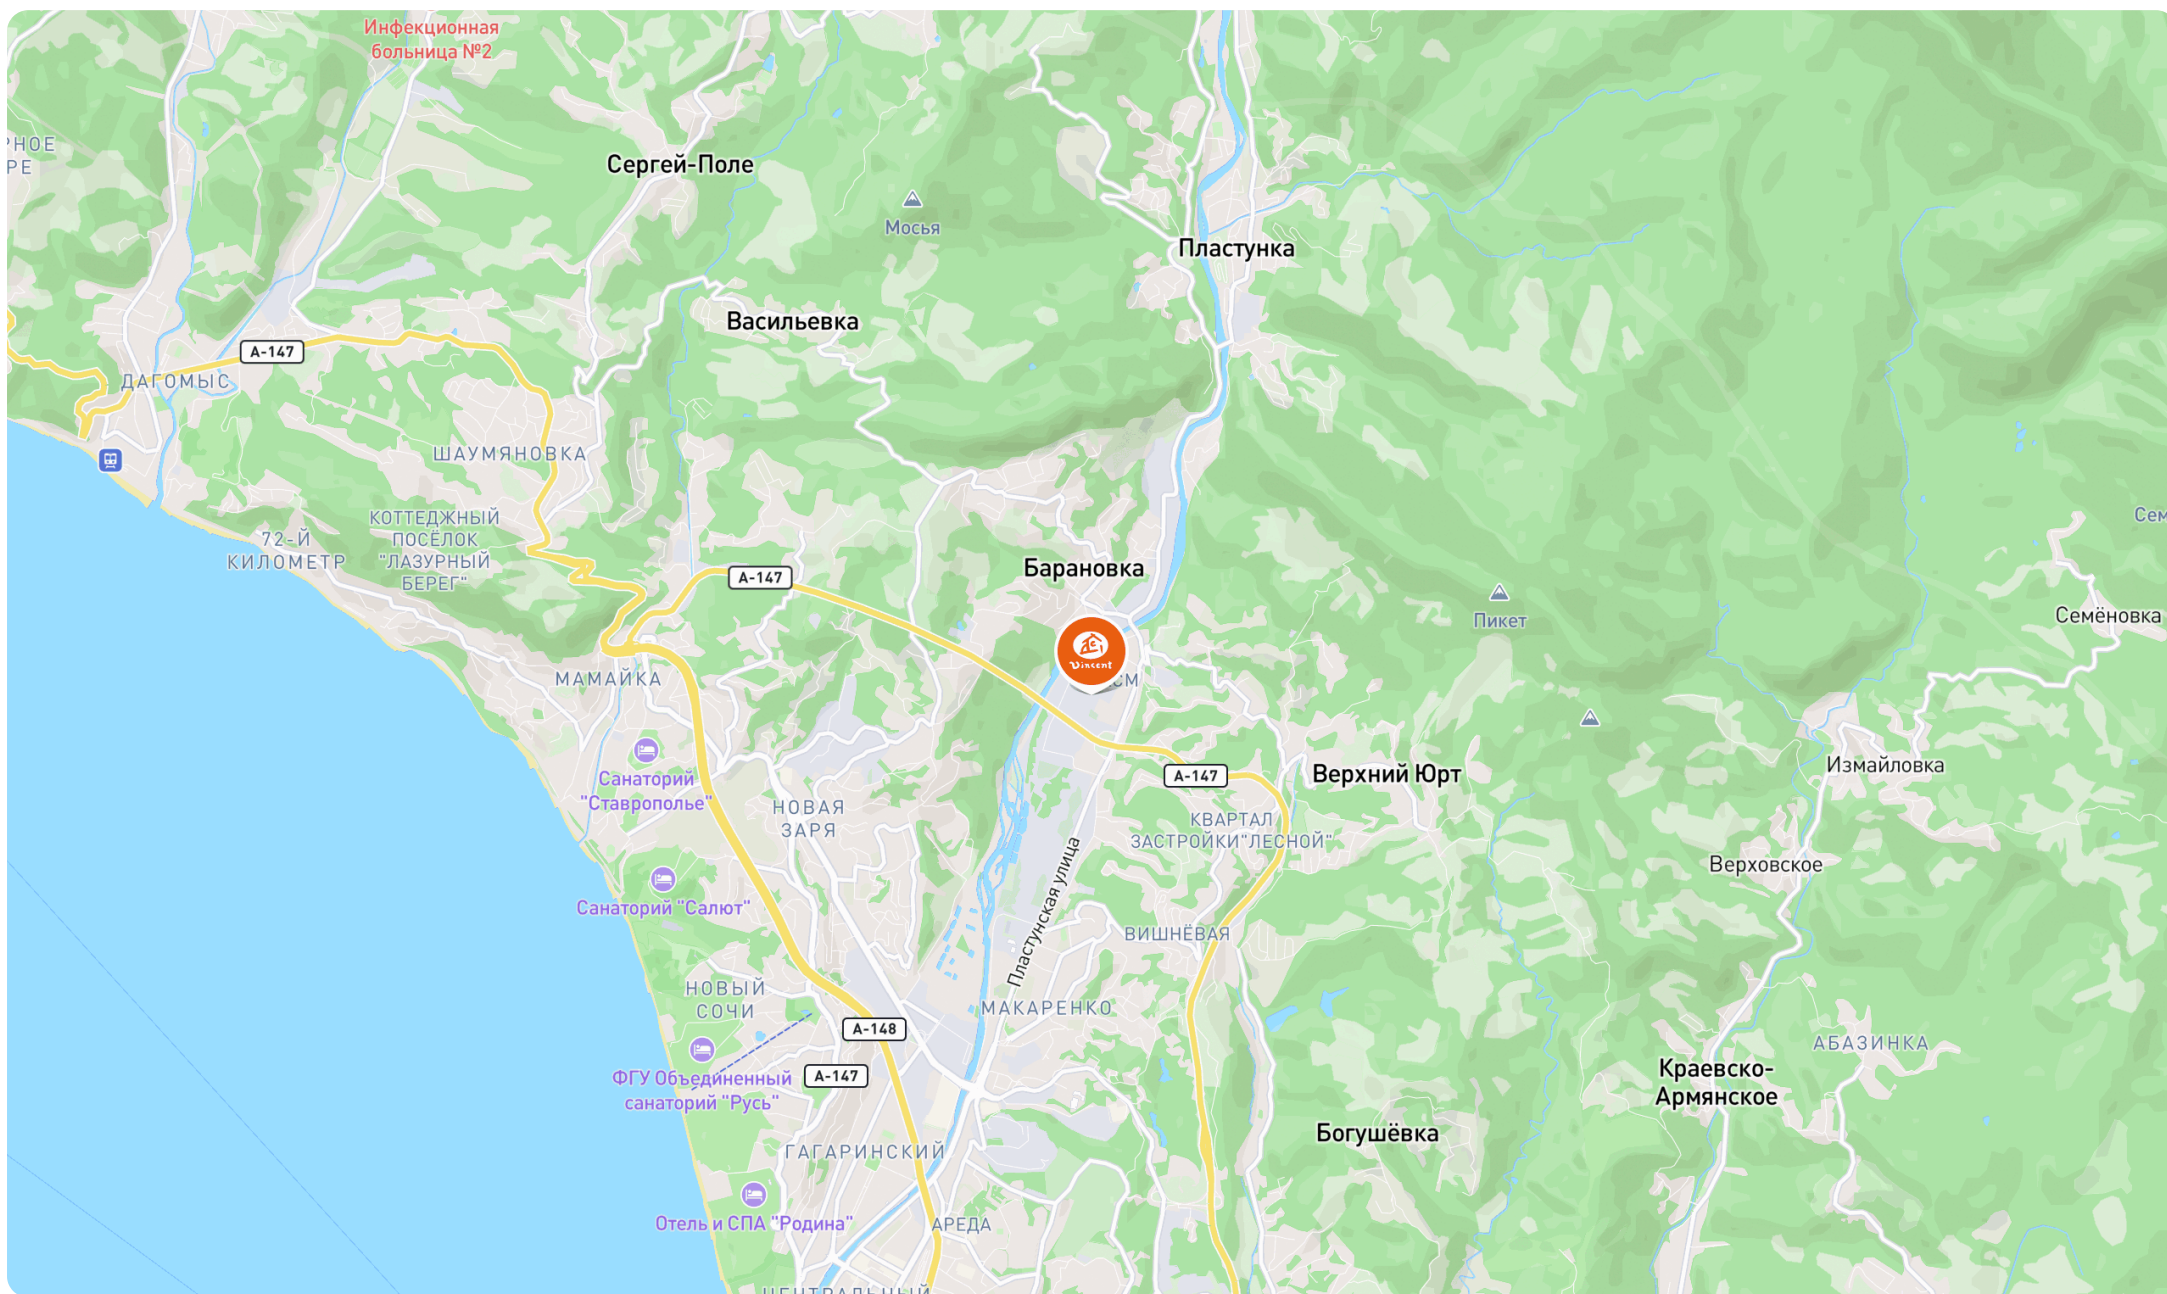 Инфекционная
больница №2
РНОЕ
РЕ
Сергей-Поле
Мосья
Пластунка
Васильевка
А-147
ДАГОМЫС
ШАУМЯНОВКА
КОТТЕДЖНЫЙ
ПОСЁЛОК
"ЛАЗУРНЫЙ
БЕРЕГ"
72-Й
КИЛОМЕТР
Сем
А-147
Барановка
Пикет
Семёновка
Vincent
СМ
МАМАЙКА
Санаторий
"Ставрополье"
А-147
Верхний Юрт
Измайловка
НОВАЯ
ЗАРЯ
КВАРТАЛ
ЗАСТРОЙКИ"ЛЕСНОЙ"
Верховское
Пластунская улица
Санаторий "Салют"
ВИШНЁВАЯ
НОВЫЙ
СОЧИ
МАКАРЕНКО
А-148
АБАЗИНКА
ФГУ Объединенный
санаторий "Русь"
А-147
Краевско-
Армянское
Богушёвка
ГАГАРИНСКИЙ
Отель и СПА "Родина"
АРЕДА
ЦЕНТРАЛЬНЫЙ